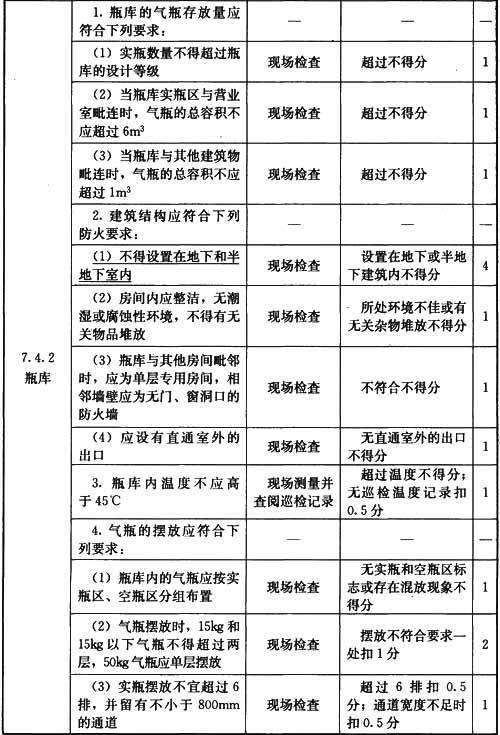 1. 瓶库的气瓶存放量应
符合下列要求：
—
—
—
（1）实瓶数量不得超过瓶
库的设计等级
现场检查
超过不得分
1
（2）当瓶库实瓶区与营业
室毗连时，气瓶的总容积不
应超过 6m³
现场检查
超过不得分
1
（3）当瓶库与其他建筑物
毗连时，气瓶的总容积不应
超过 1m³
现场检查
超过不得分
1
2. 建筑结构应符合下列
防火要求：
—
—
—
（1）不得设置在地下和半
地下室内
现场检查
设置在地下或半地
下建筑内不得分
4
（2）房间内应整洁，无潮
湿或腐蚀性环境，不得有无
关物品堆放
现场检查
所处环境不佳或有
无关杂物堆放不得分
1
7.4.2
瓶库
（3）瓶库与其他房间毗邻
时，应为单层专用房间，相
邻墙壁应为无门、窗洞口的
防火墙
现场检查
不符合不得分
1
（4）应设有直通室外的
出口
现场检查
无直通室外的出口
不得分
1
3. 瓶库内温度不应高
于 45℃
现场测量并
查阅巡检记录
超过温度不得分；
无巡检温度记录扣
0.5 分
1
4. 气瓶的摆放应符合下
列要求：
—
—
—
（1）瓶库内的气瓶应按实
瓶区、空瓶区分组布置
现场检查
无实瓶和空瓶区标
志或存在混放现象不
得分
1
（2）气瓶摆放时，15kg 和
15kg 以下气瓶不得超过两
层，50kg 气瓶应单层摆放
现场检查
摆放不符合要求一
处扣 1 分
2
（3）实瓶摆放不宜超过 6
排，并留有不小于 800mm
的通道
现场检查
超过 6 排扣 0.5
分；通道宽度不足时
扣 0.5 分
1